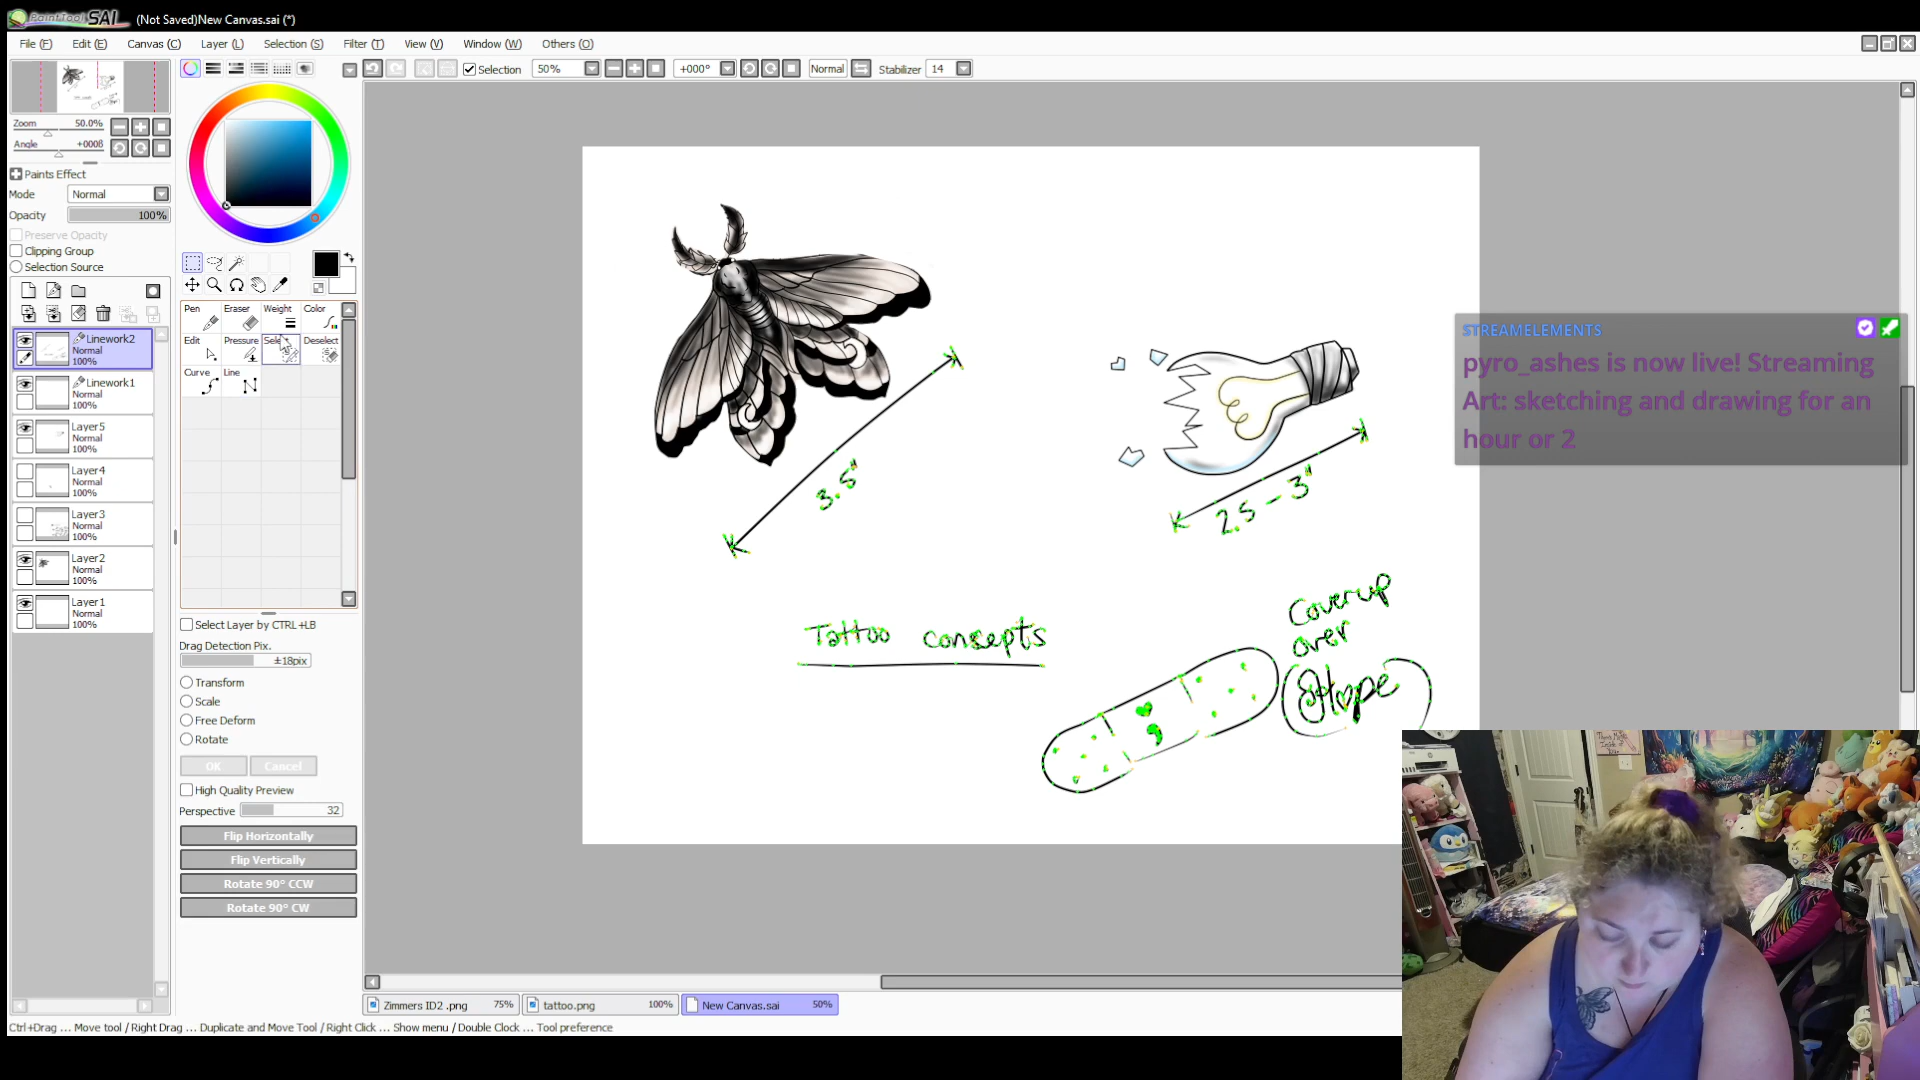 PaintTool SAI (Not Saved)New Canvas.sai (*)
File (F) Edit (E) Canvas (C) Layer (L) Selection (S) Filter (T) View (V) Window (W) Others (O)
Selection 50% +000° Normal Stabilizer 14
Zoom 50.0%
Angle +0008
Paints Effect
Mode Normal
Opacity 100%
Preserve Opacity
Clipping Group
Selection Source
Linework2
Normal
100%
Linework1
Normal
100%
Layer5
Normal
100%
Layer4
Normal
100%
Layer3
Normal
100%
Layer2
Normal
100%
Layer1
Normal
100%
Pen Eraser Weight Color
Edit Pressure Select Deselect
Curve Line
Select Layer by CTRL+LB
Drag Detection Pix.
±18pix
Transform
Scale
Free Deform
Rotate
OK Cancel
High Quality Preview
Perspective 32
Flip Horizontally
Flip Vertically
Rotate 90° CCW
Rotate 90° CW
3.5"
2.5 - 3"
Tattoo consepts
Coverup
over
Hope
STREAMELEMENTS
pyro_ashes is now live! Streaming
Art: sketching and drawing for an
hour or 2
Zimmers ID2 .png 75% tattoo.png 100% New Canvas.sai 50%
Ctrl+Drag ... Move tool / Right Drag ... Duplicate and Move Tool / Right Click ... Show menu / Double Clock ... Tool preference